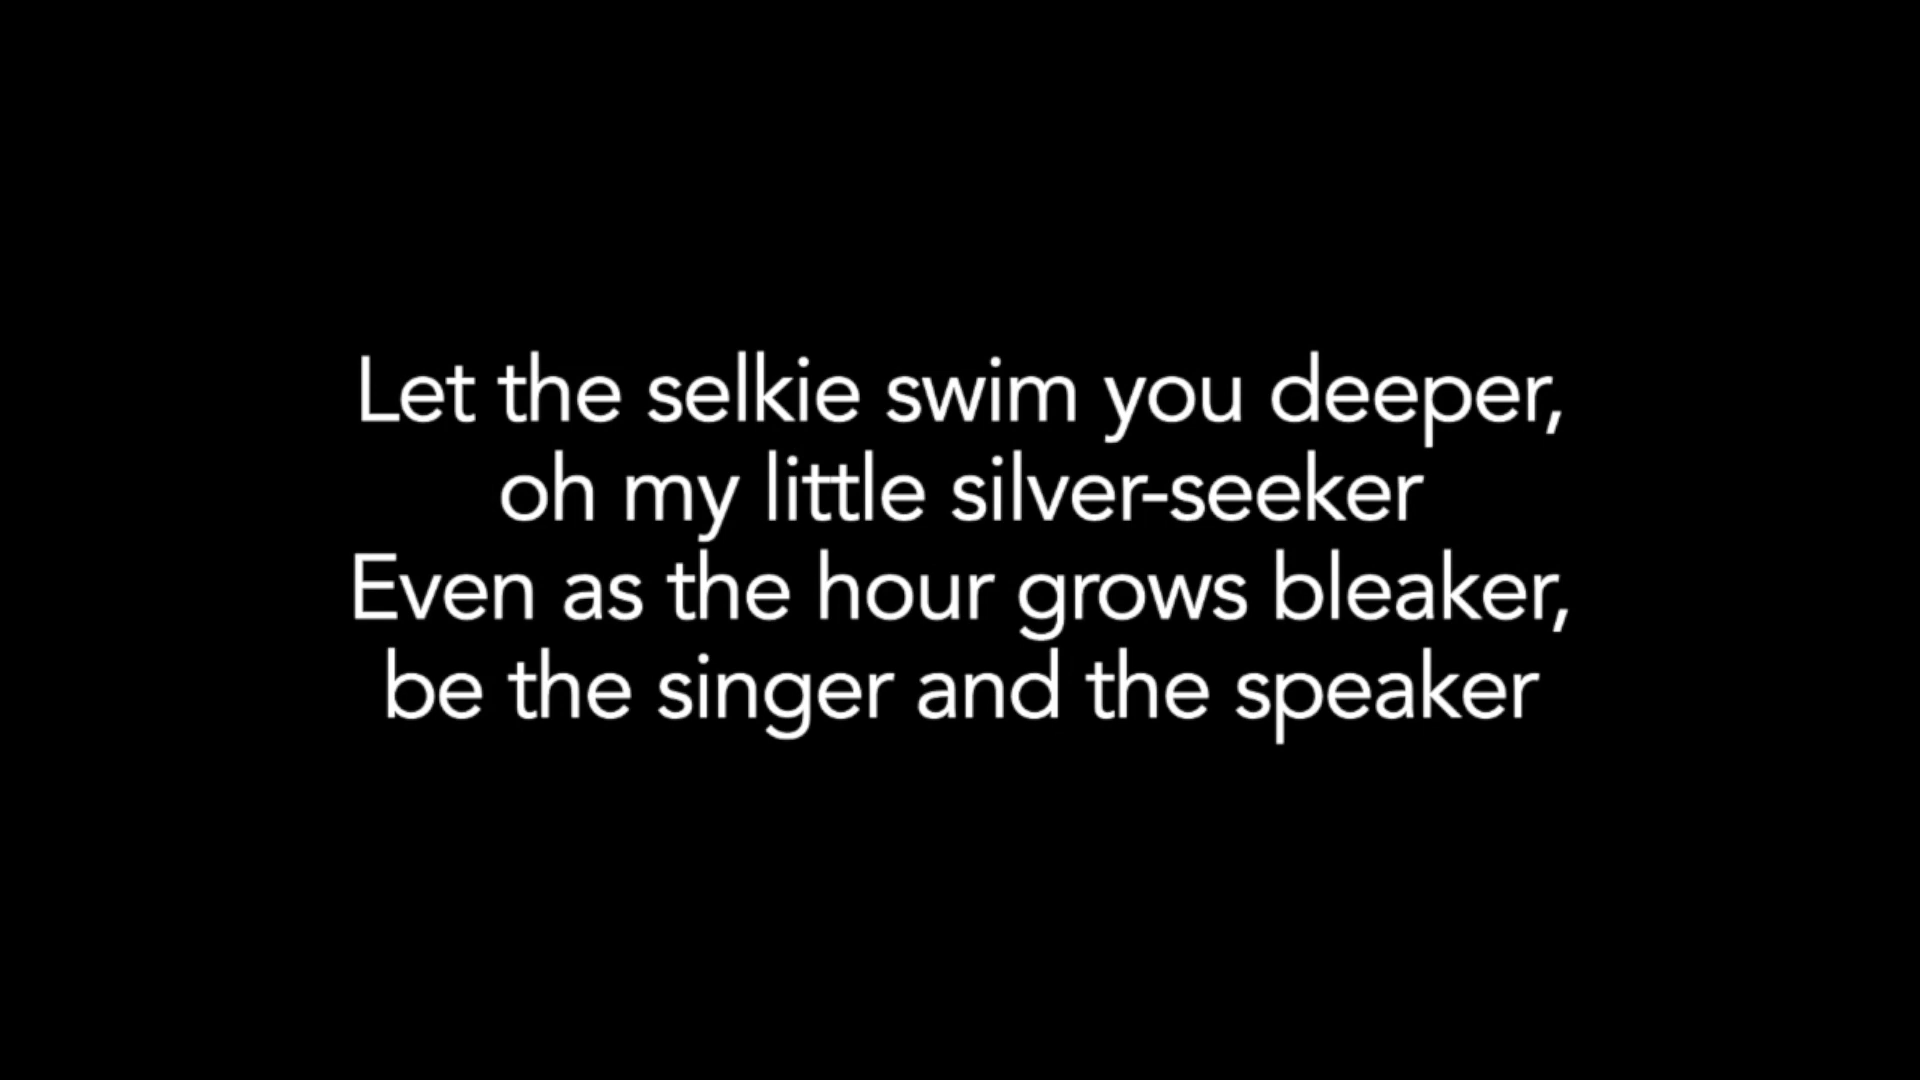 Let the selkie swim you deeper,
oh my little silver-seeker
Even as the hour grows bleaker,
be the singer and the speaker